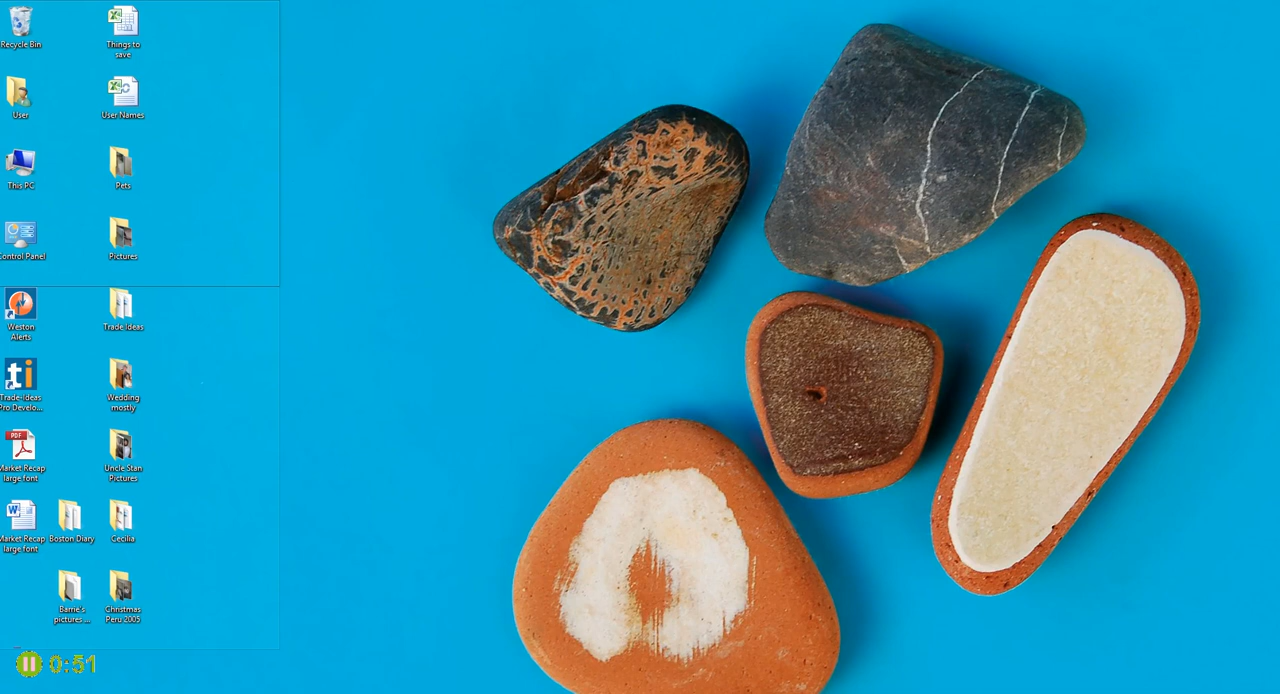 Recycle Bin
Things to
save
User
User Names
This PC
Pets
Control Panel
Pictures
Weston
Alerts
Trade Ideas
Trade-Ideas
Pro Develo...
Wedding
mostly
PDF
Market Recap
large font
Uncle Stan
Pictures
Market Recap
large font
Boston Diary
Cecilia
Barrie's
pictures ...
Christmas
Peru 2005
0:51